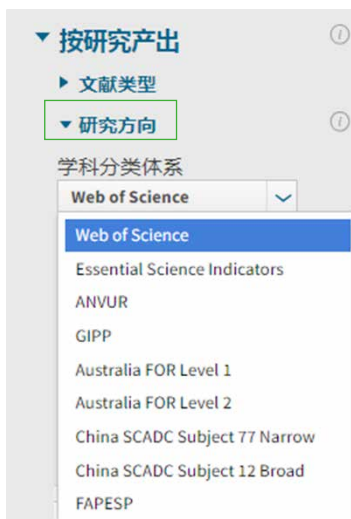 按研究产出
文献类型
研究方向
学科分类体系
Web of Science
Web of Science
Essential Science Indicators
ANVUR
GIPP
Australia FOR Level 1
Australia FOR Level 2
China SCADC Subject 77 Narrow
China SCADC Subject 12 Broad
FAPESP